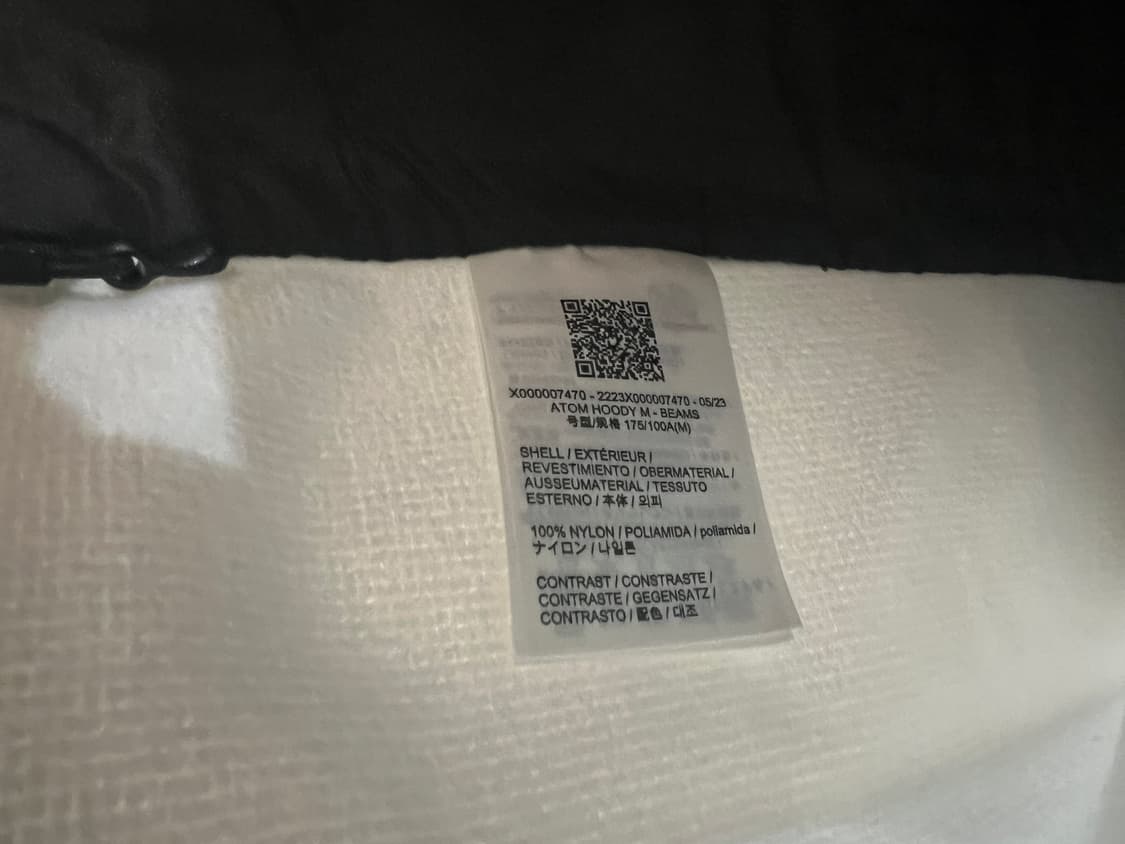 X000007470 - 2223X000007470 - 05/23
ATOM HOODY M - BEAMS
号型/规格 175/100A(M)
SHELL / EXTÉRIEUR /
REVESTIMIENTO / OBERMATERIAL /
AUSSEUMATERIAL / TESSUTO
ESTERNO / 本体 / 외피
100% NYLON / POLIAMIDA / poliamida /
ナイロン / 나일론
CONTRAST / CONSTRASTE /
CONTRASTE / GEGENSATZ /
CONTRASTO / 配色 / 대조